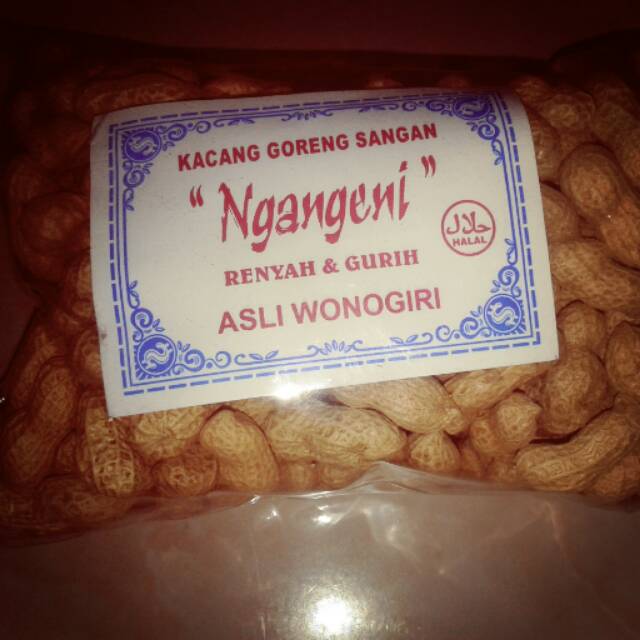 KACANG GORENG SANGAN
“ Ngangeni ”
RENYAH & GURIH
حلال
HALAL
ASLI WONOGIRI